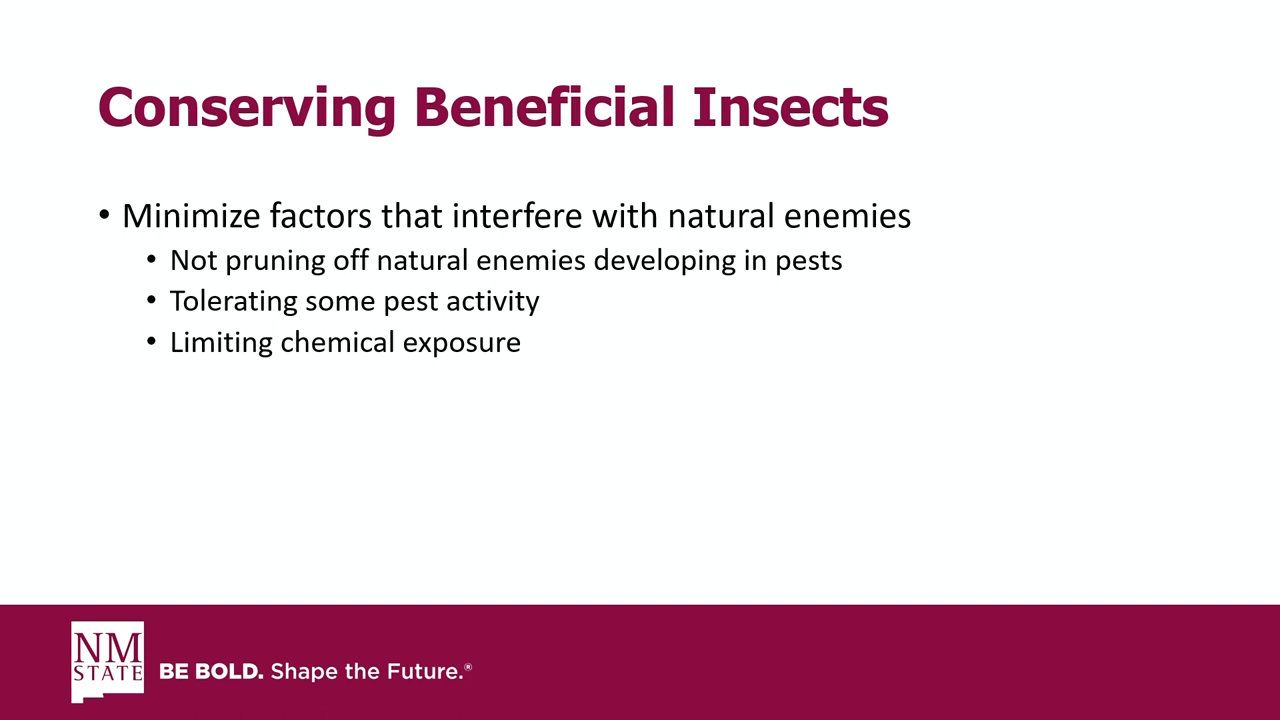 Conserving Beneficial Insects
• Minimize factors that interfere with natural enemies
• Not pruning off natural enemies developing in pests
• Tolerating some pest activity
• Limiting chemical exposure
NM
STATE
BE BOLD. Shape the Future.®